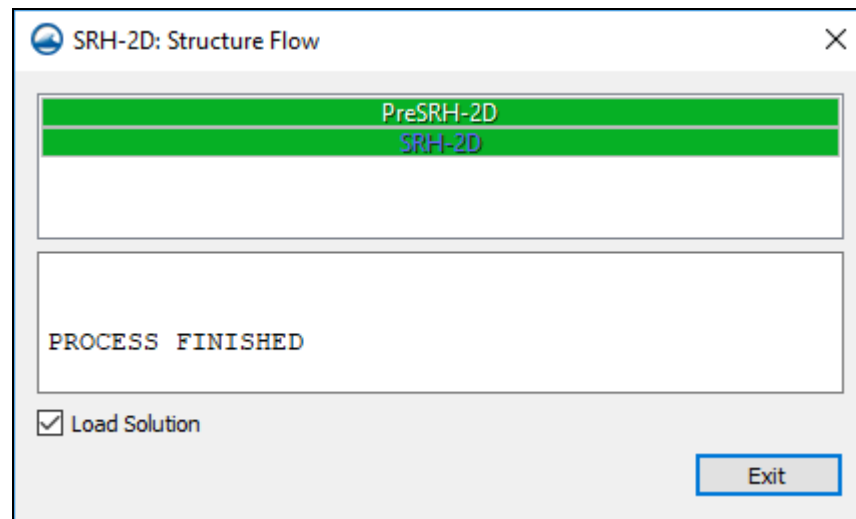 SRH-2D: Structure Flow
PreSRH-2D
SRH-2D
PROCESS FINISHED
Load Solution
Exit